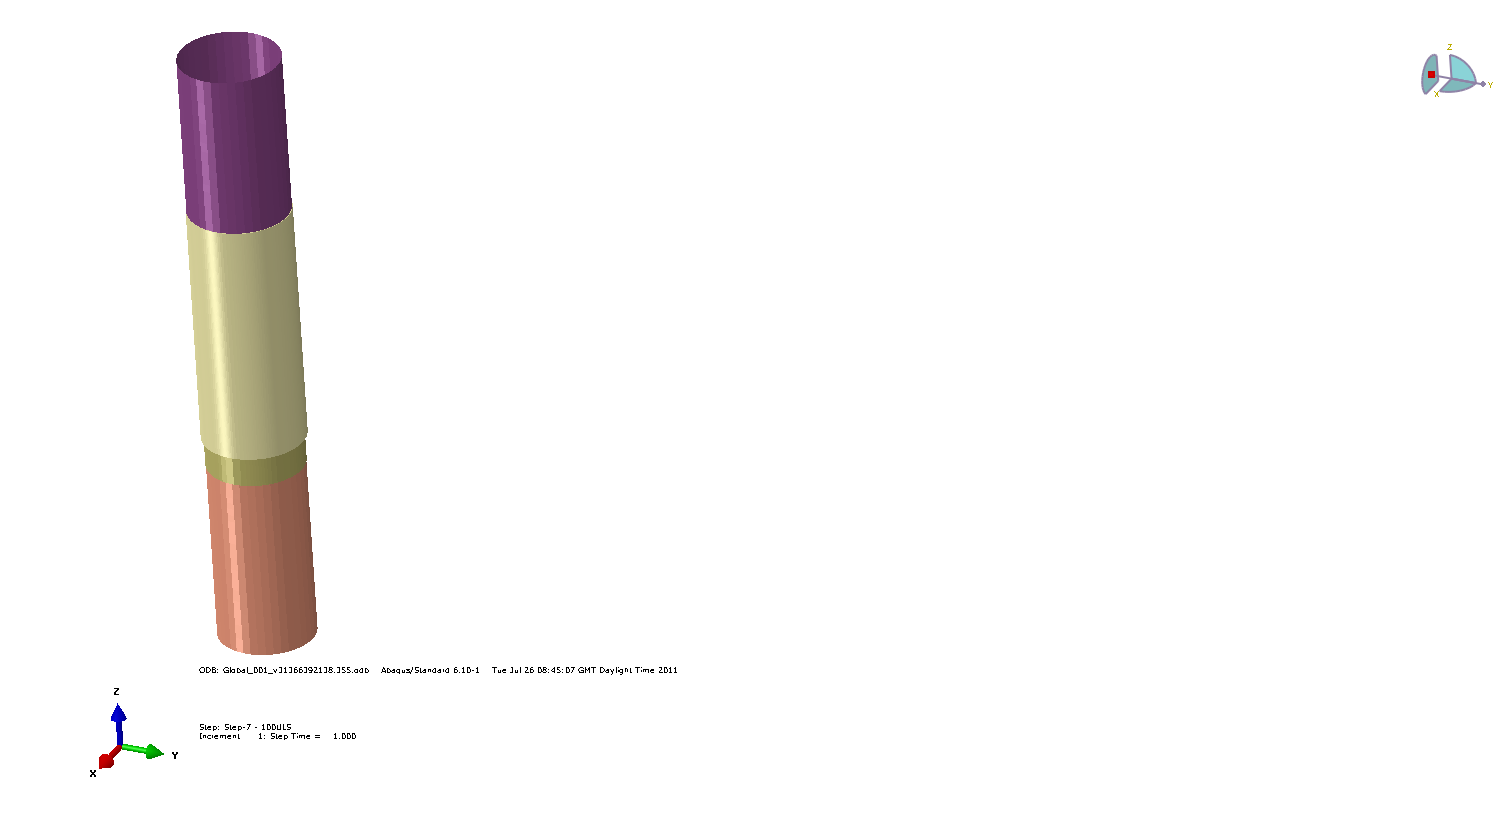 Z
Y
X
ODB: Global_001_v31366392138.355.odb Abaqus/Standard 6.10-1 Tue Jul 26 08:45:07 GMT Daylight Time 2011
Z
Y
X
Step: Step-7 - 100ULS
Increment 1: Step Time = 1.000